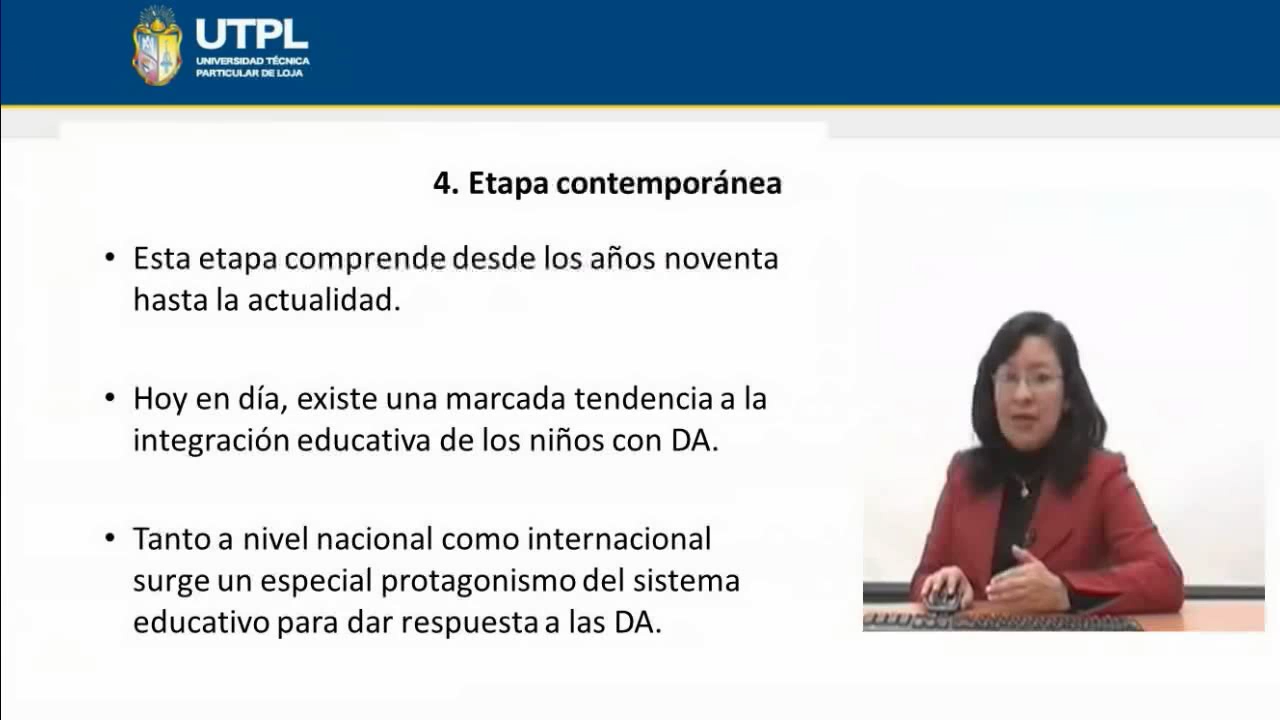 UTPL
UNIVERSIDAD TÉCNICA
PARTICULAR DE LOJA
4. Etapa contemporánea
• Esta etapa comprende desde los años noventa
hasta la actualidad.
• Hoy en día, existe una marcada tendencia a la
integración educativa de los niños con DA.
• Tanto a nivel nacional como internacional
surge un especial protagonismo del sistema
educativo para dar respuesta a las DA.